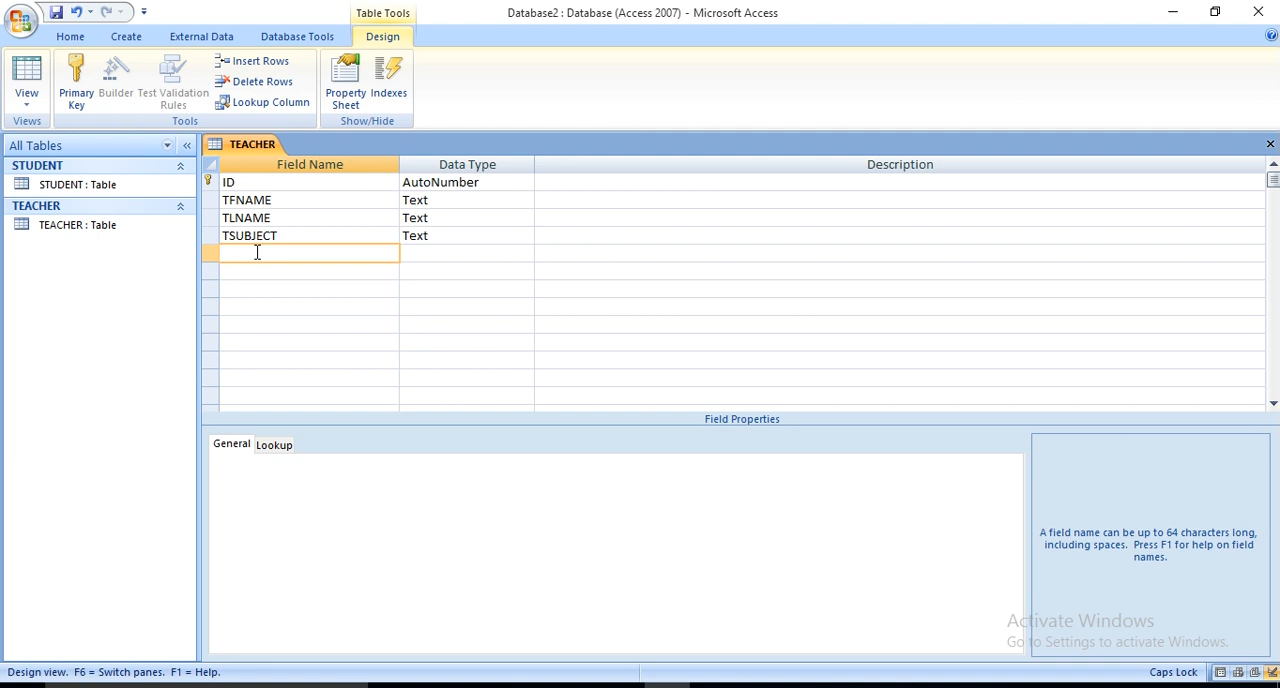 Table Tools
Database2 : Database (Access 2007) - Microsoft Access
Home
Create
External Data
Database Tools
Design
View
Primary Key
Builder
Test Validation Rules
Insert Rows
Delete Rows
Lookup Column
Property Sheet
Indexes
Views
Tools
Show/Hide
All Tables
STUDENT
STUDENT : Table
TEACHER
TEACHER : Table
TEACHER
Field Name Data Type Description
ID AutoNumber
TFNAME Text
TLNAME Text
TSUBJECT Text
Field Properties
General Lookup
A field name can be up to 64 characters long,
including spaces. Press F1 for help on field
names.
Activate Windows
Go to Settings to activate Windows.
Design view. F6 = Switch panes. F1 = Help.
Caps Lock